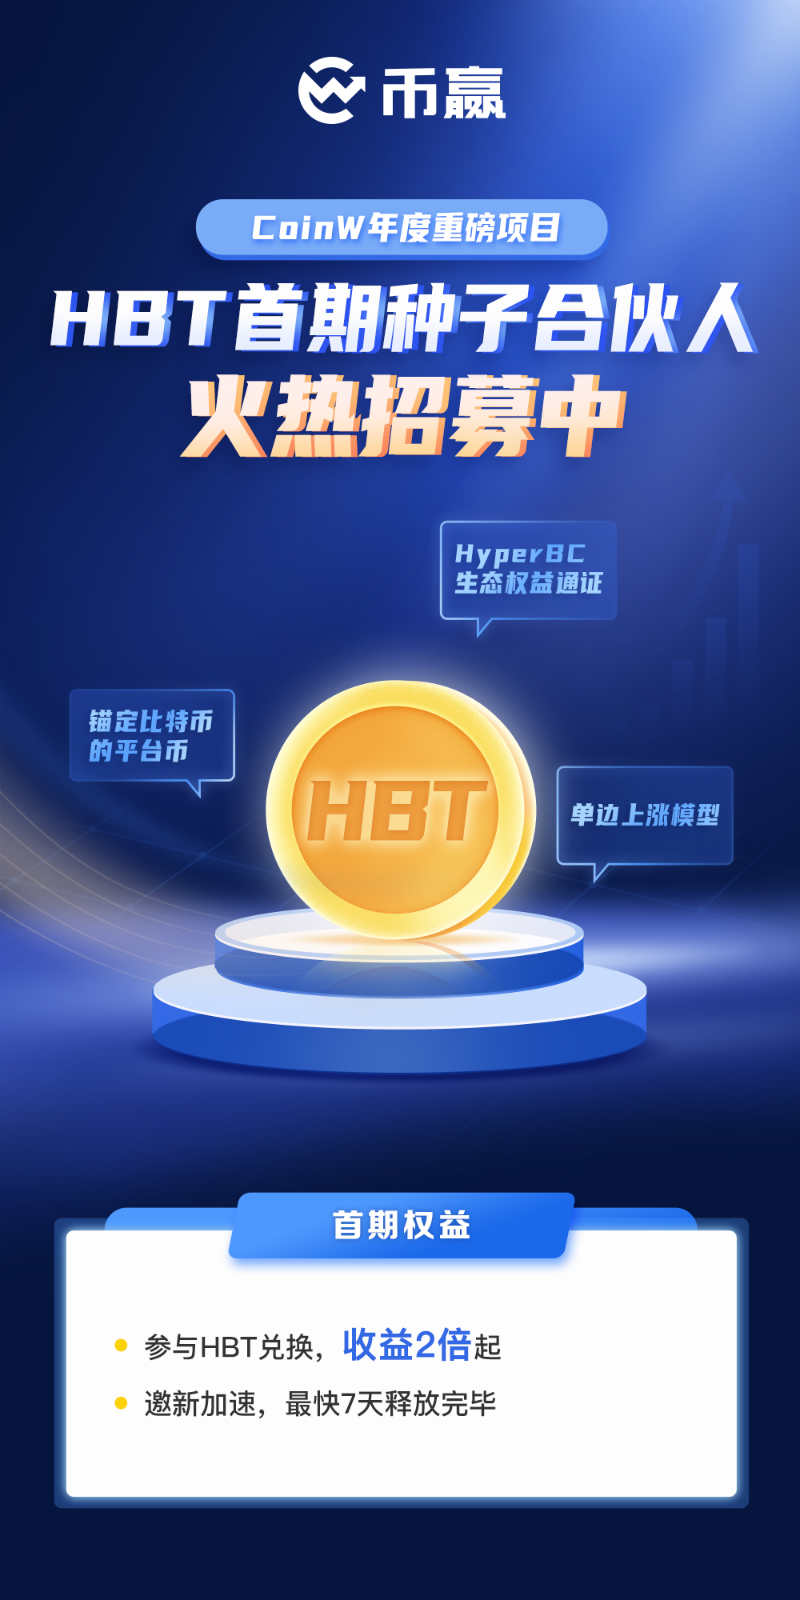 币赢
CoinW年度重磅项目
HBT首期种子合伙人
火热招募中
HyperBC
生态权益通证
锚定比特币
的平台币
HBT
单边上涨模型
首期权益
参与HBT兑换，收益2倍起
邀新加速，最快7天释放完毕